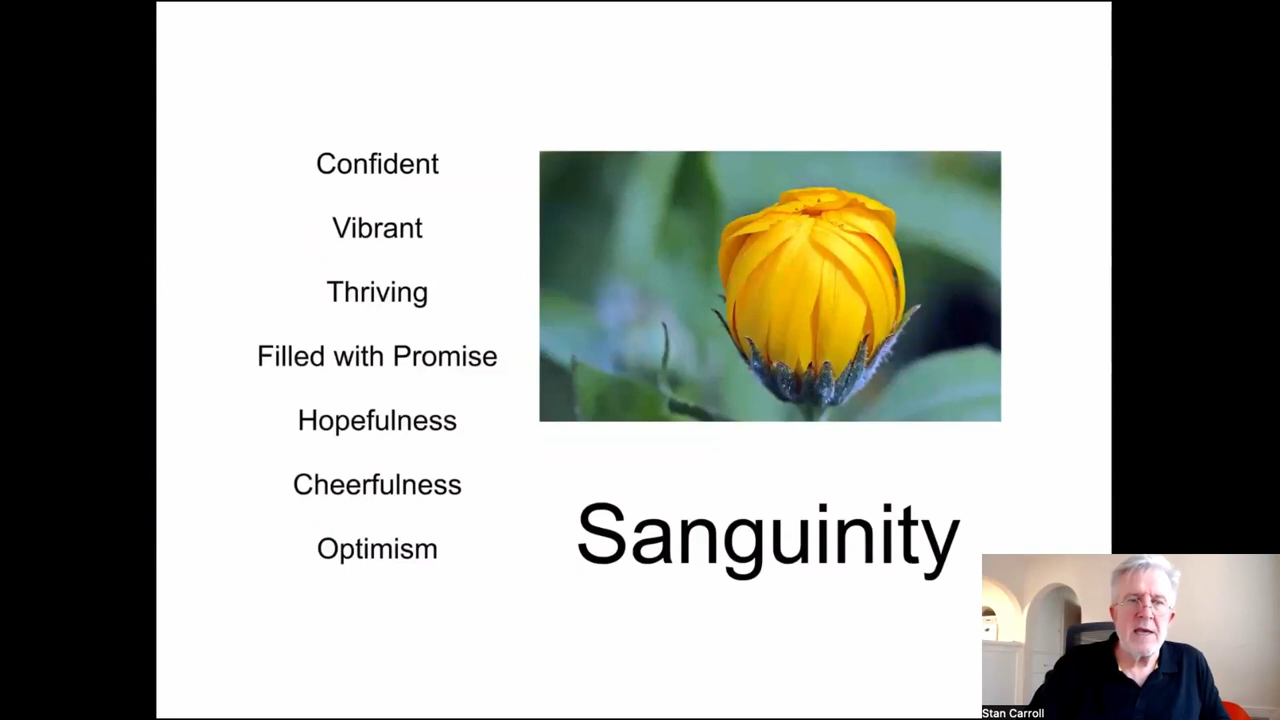 Confident
Vibrant
Thriving
Filled with Promise
Hopefulness
Cheerfulness
Optimism
Sanguinity
Stan Carroll